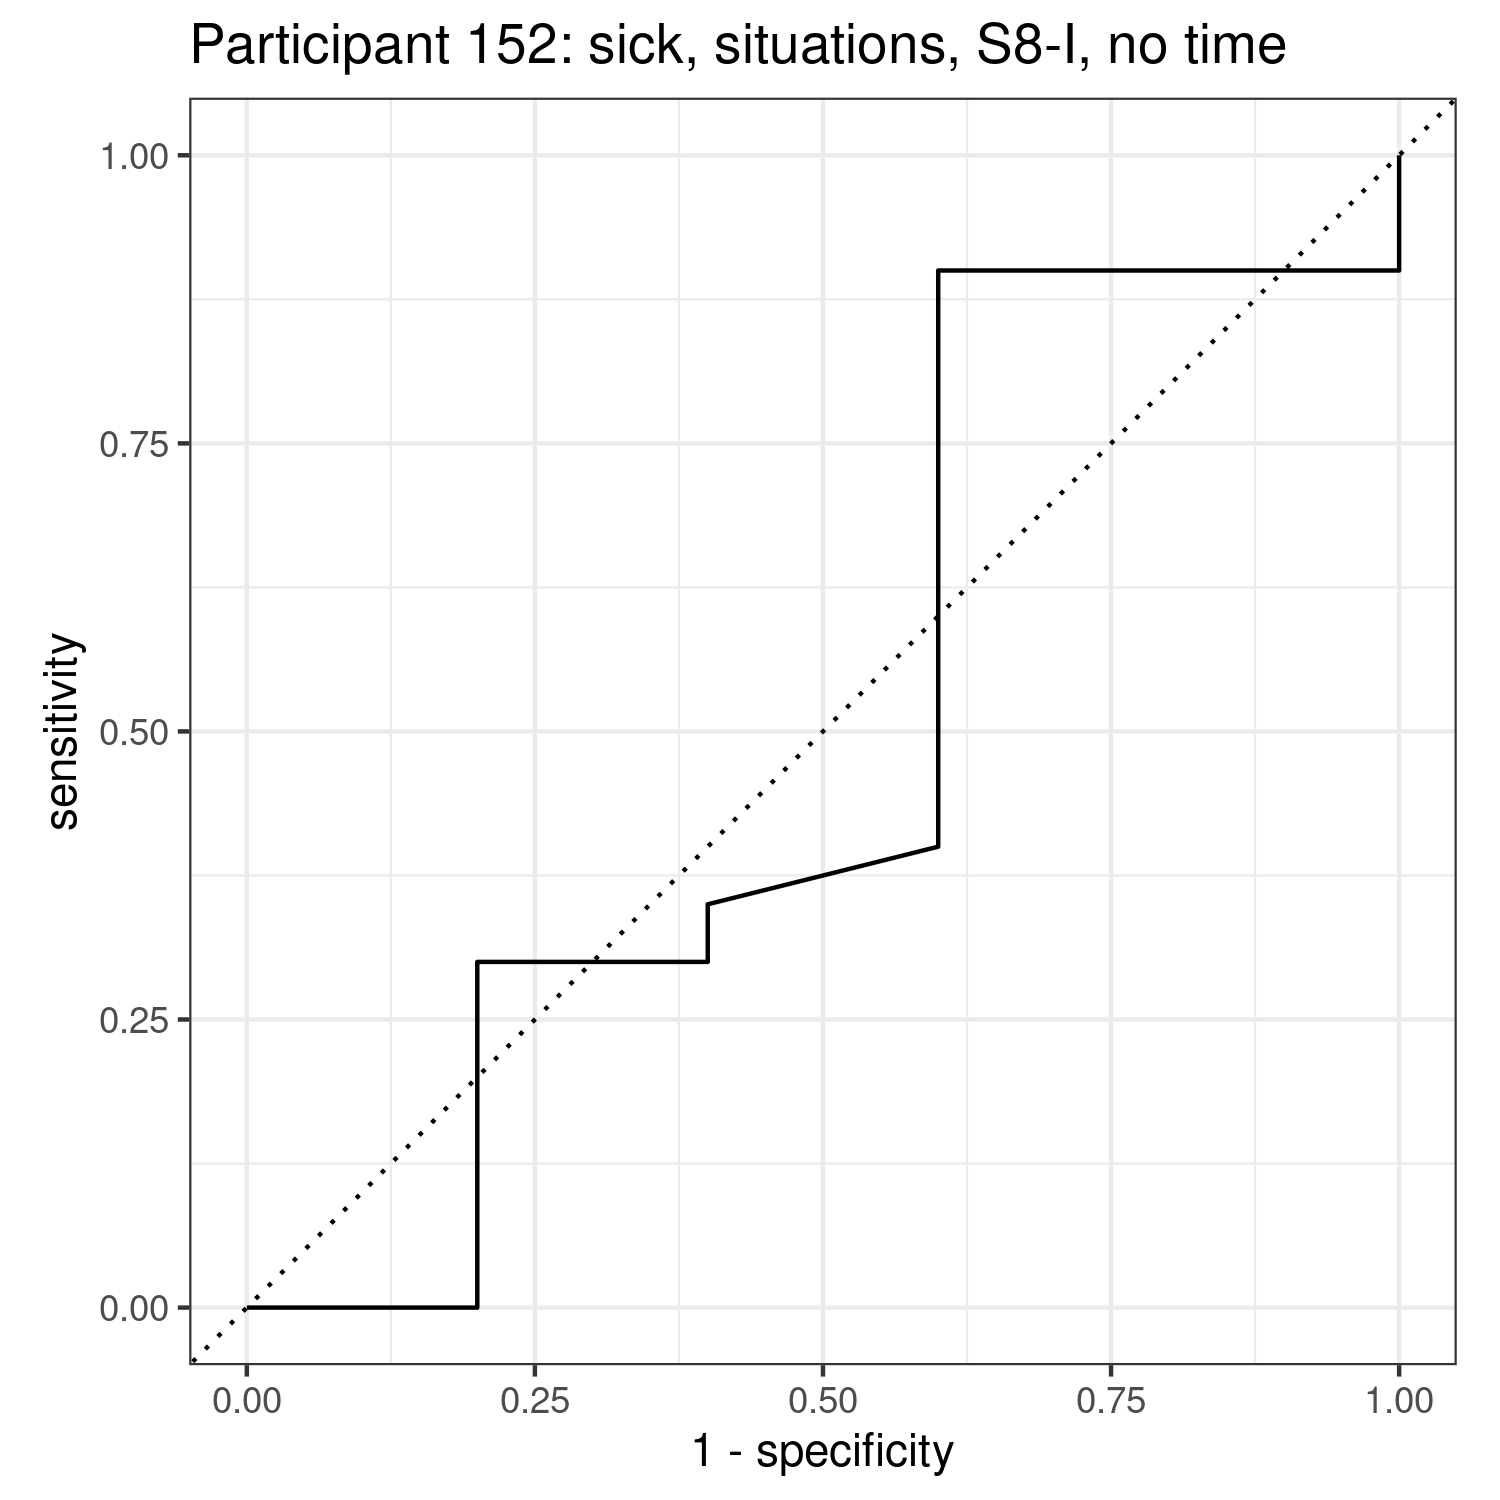 Participant 152: sick, situations, S8-I, no time
1.00
0.75
0.50
0.25
0.00
sensitivity
0.00 0.25 0.50 0.75 1.00
1 - specificity